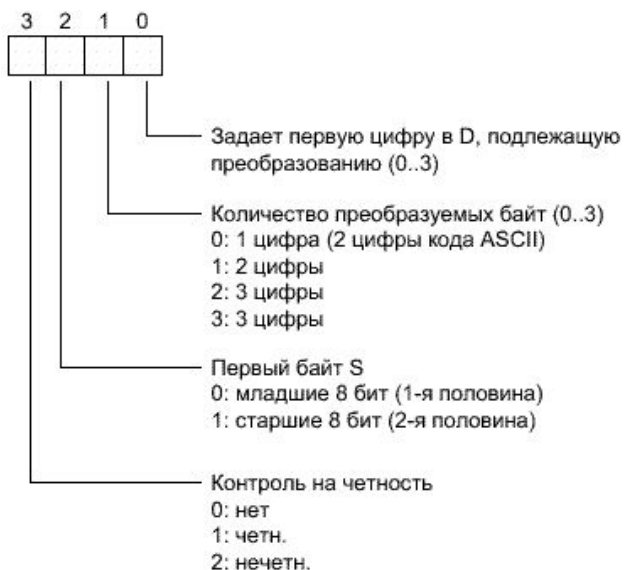 3 2 1 0
Задает первую цифру в D, подлежащую
преобразованию (0..3)
Количество преобразуемых байт (0..3)
0: 1 цифра (2 цифры кода ASCII)
1: 2 цифры
2: 3 цифры
3: 3 цифры
Первый байт S
0: младшие 8 бит (1-я половина)
1: старшие 8 бит (2-я половина)
Контроль на четность
0: нет
1: четн.
2: нечетн.